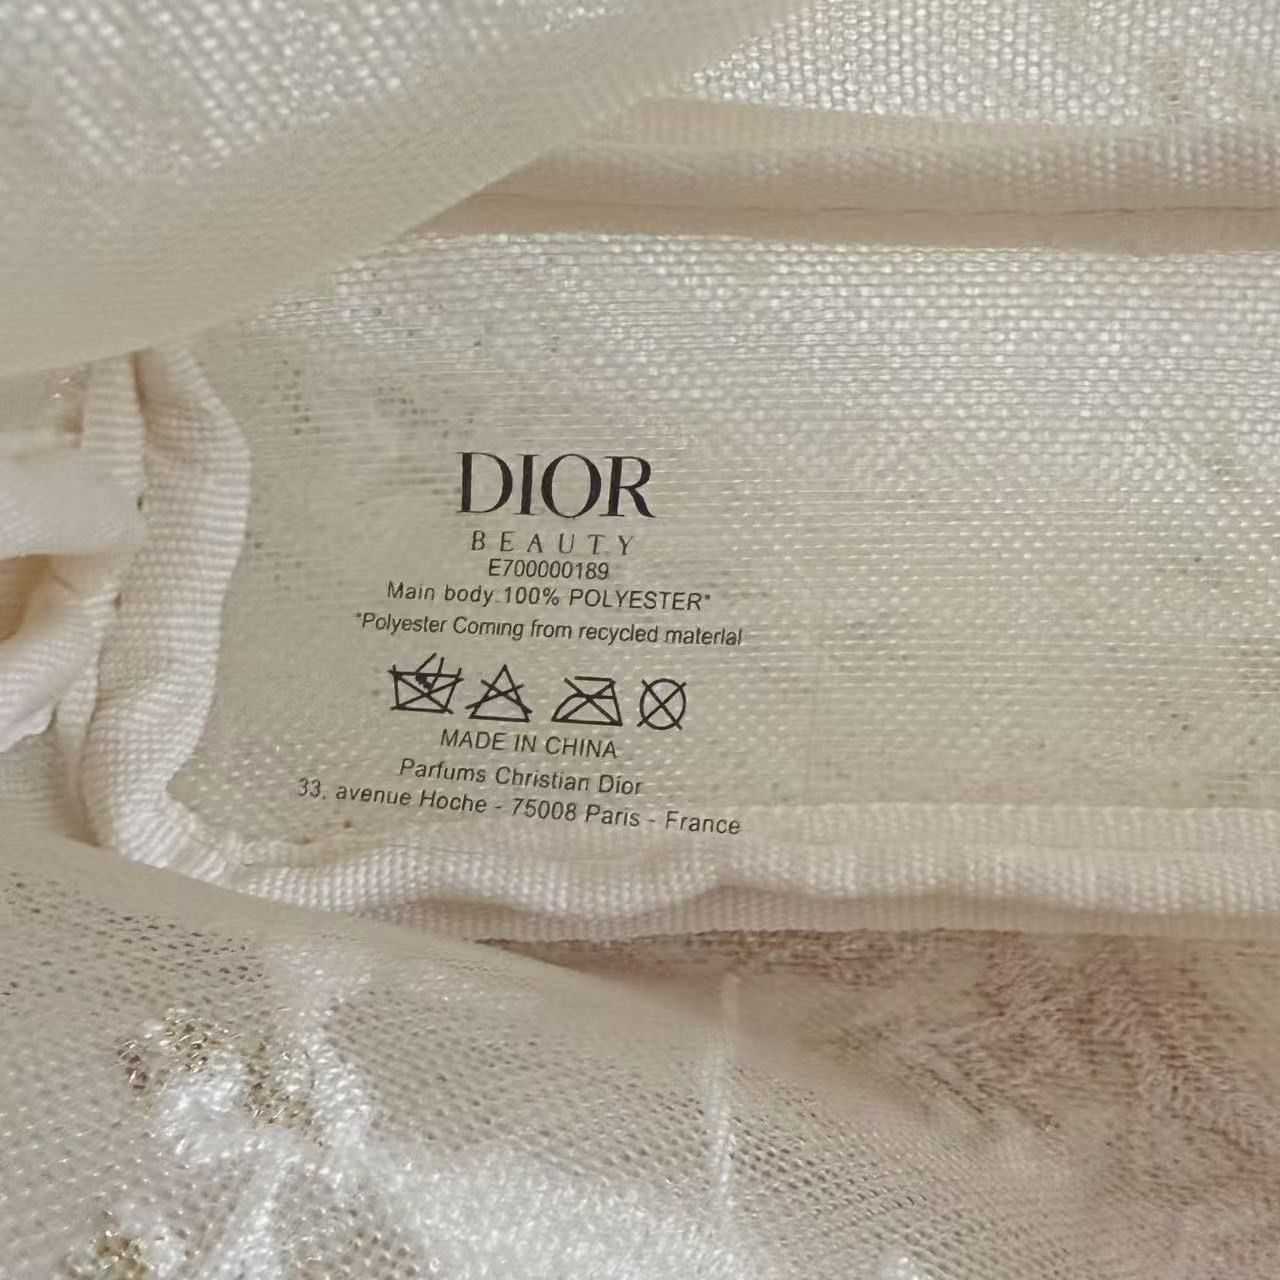 DIOR
BEAUTY
E700000189
Main body:100% POLYESTER*
*Polyester Coming from recycled material
MADE IN CHINA
Parfums Christian Dior
33, avenue Hoche - 75008 Paris - France